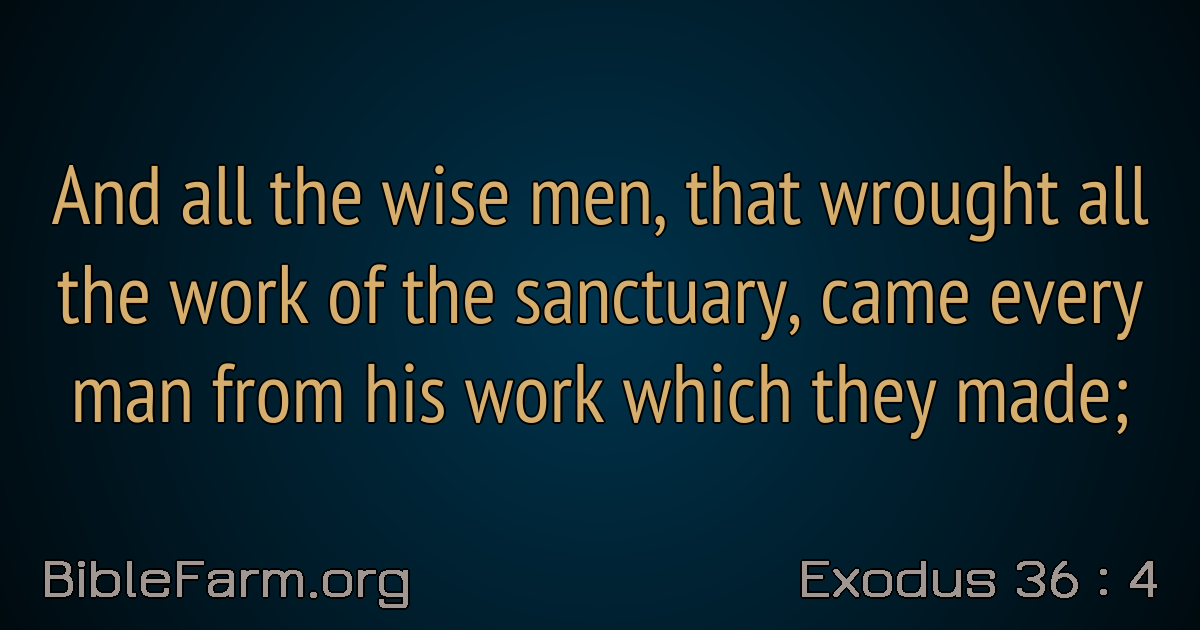 And all the wise men, that wrought all
the work of the sanctuary, came every
man from his work which they made;
BibleFarm.org
Exodus 36 : 4